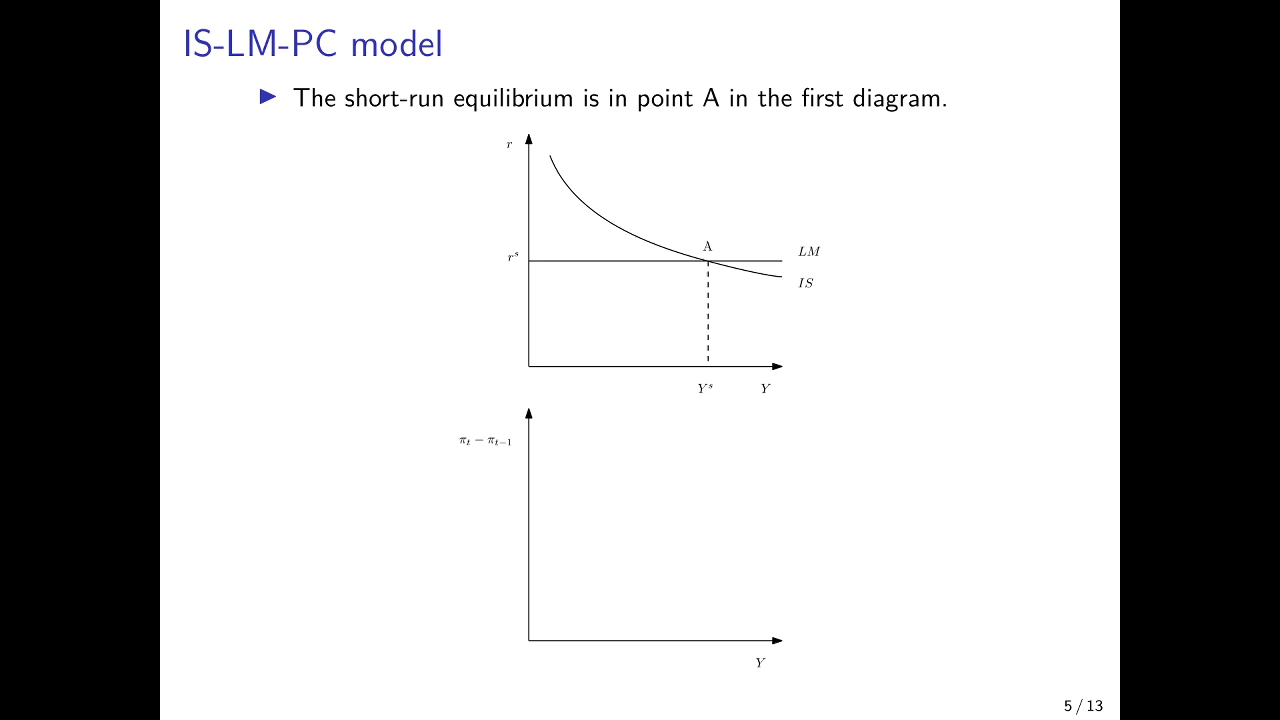 IS-LM-PC model
▶ The short-run equilibrium is in point A in the first diagram.
r
A
LM
r^s
IS
Y^s Y
π_t − π_{t−1}
Y
5 / 13